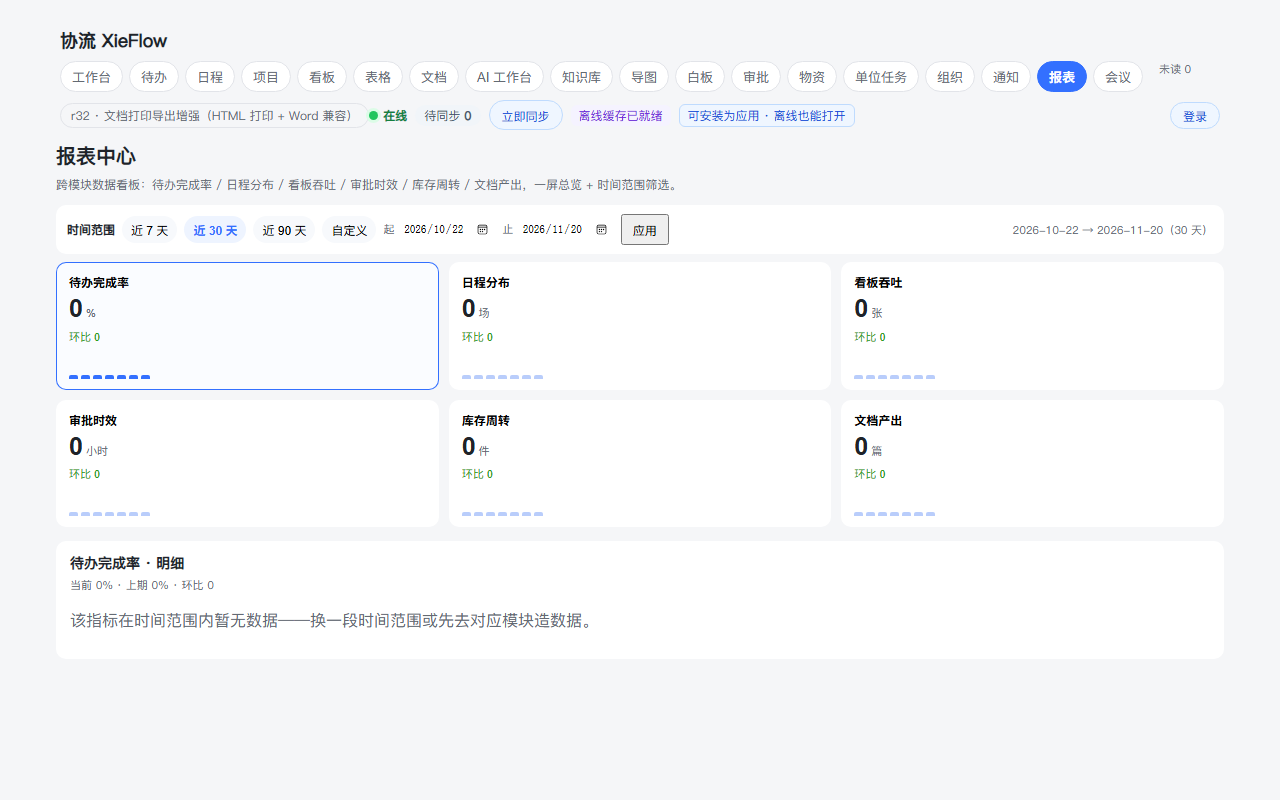 协流 XieFlow
工作台 待办 日程 项目 看板 表格 文档 AI 工作台 知识库 导图 白板 审批 物资 单位任务 组织 通知 报表 会议 未读 0
r32 · 文档打印导出增强（HTML 打印 + Word 兼容） 在线 待同步 0 立即同步 离线缓存已就绪 可安装为应用 · 离线也能打开 登录
报表中心
跨模块数据看板：待办完成率 / 日程分布 / 看板吞吐 / 审批时效 / 库存周转 / 文档产出，一屏总览 + 时间范围筛选。
时间范围 近 7 天 近 30 天 近 90 天 自定义 起 2026/10/22 止 2026/11/20 应用 2026-10-22 → 2026-11-20（30 天）
待办完成率 日程分布 看板吞吐
0 % 0 场 0 张
环比 0 环比 0 环比 0
审批时效 库存周转 文档产出
0 小时 0 件 0 篇
环比 0 环比 0 环比 0
待办完成率 · 明细
当前 0% · 上期 0% · 环比 0
该指标在时间范围内暂无数据——换一段时间范围或先去对应模块造数据。